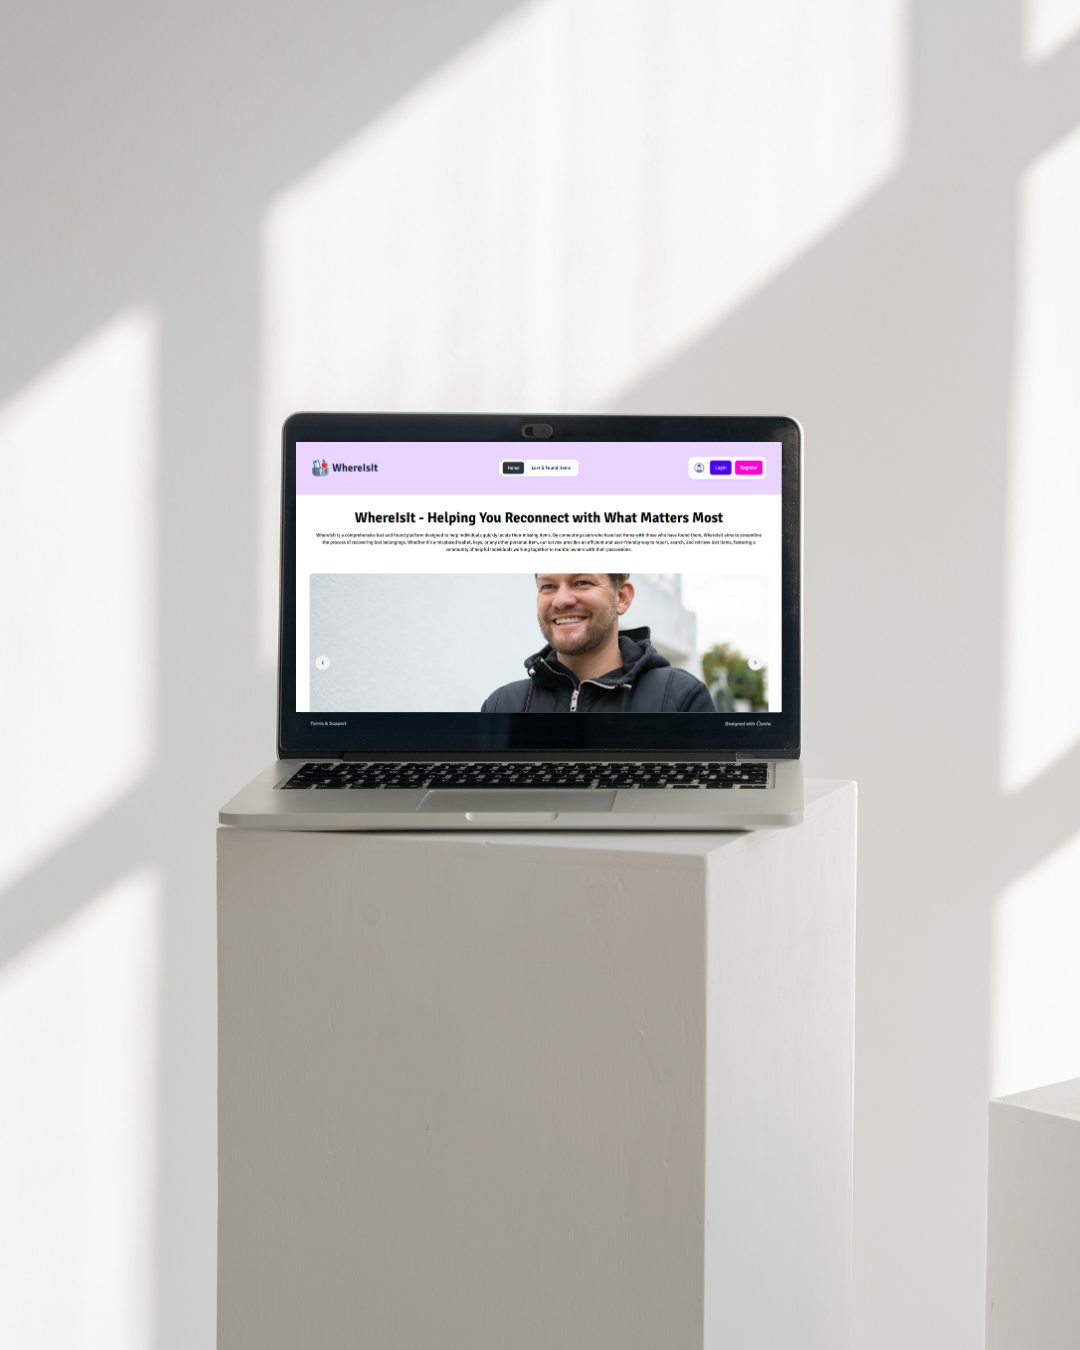 WhereIsIt
Home
Lost & Found Items
Login
Register
WhereIsIt - Helping You Reconnect with What Matters Most
WhereIsIt is a comprehensive lost and found platform designed to help individuals quickly locate their missing items. By connecting users who have lost items with those who have found them, WhereIsIt aims to streamline
the process of recovering lost belongings. Whether it's a misplaced wallet, keys, or any other personal item, our service provides an efficient and user-friendly way to report, search, and retrieve lost items, fostering a
community of helpful individuals working together to reunite owners with their possessions.
Terms & Support
Designed with Canva